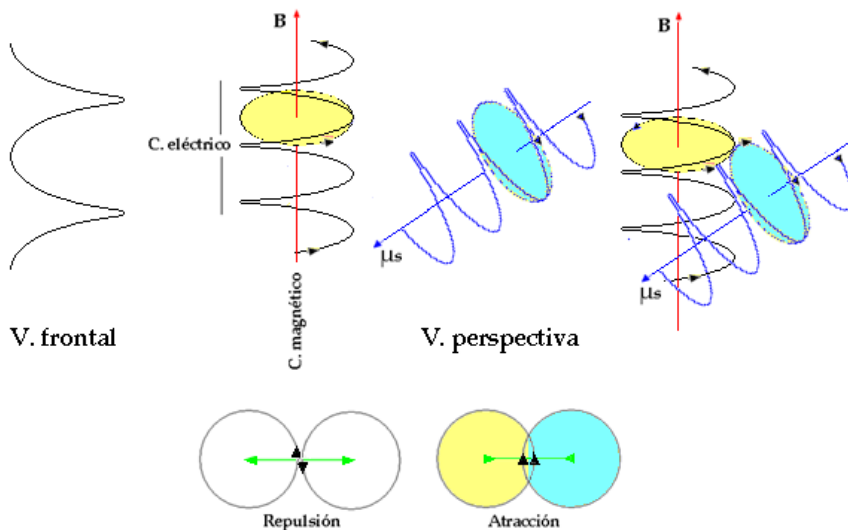 B
C. eléctrico
C. magnético
μs
B
μs
V. frontal
V. perspectiva
Repulsión
Atracción